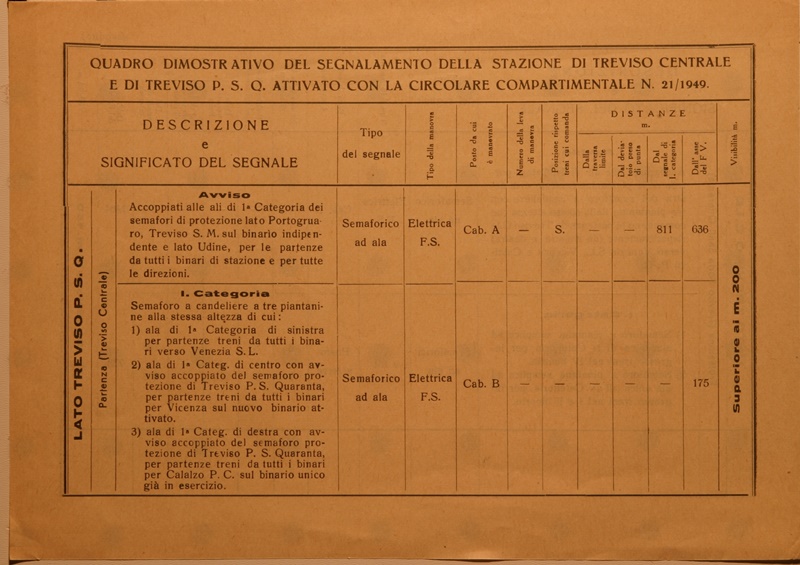 QUADRO DIMOSTRATIVO DEL SEGNALAMENTO DELLA STAZIONE DI TREVISO CENTRALE
E DI TREVISO P. S. Q. ATTIVATO CON LA CIRCOLARE COMPARTIMENTALE N. 21/1949.
DESCRIZIONE
e
SIGNIFICATO DEL SEGNALE
Tipo
del segnale
Tipo della manovra
Posto da cui
è manovrato
Numero della leva
di manovra
Posizione rispetto
treni cui comanda
DISTANZE
m.
Dalla
traversa
limite
Dal devia-
toio preso
di punta
Dal
segnale di
I. categoria
Dall' asse
del F. V.
Visibilità m.
LATO TREVISO P. S. Q.
Partenza (Treviso Centrale)
Avviso
Accoppiati alle ali di 1ª Categoria dei
semafori di protezione lato Portogrua-
ro, Treviso S. M. sul binario indipen-
dente e lato Udine, per le partenze
da tutti i binari di stazione e per tutte
le direzioni.
Semaforico
ad ala
Elettrica
F.S.
Cab. A
—
S.
—
—
811
636
I. Categoria
Semaforo a candeliere a tre piantani-
ne alla stessa altezza di cui:
1) ala di 1ª Categoria di sinistra
per partenze treni da tutti i bina-
ri verso Venezia S. L.
2) ala di 1ª Categ. di centro con av-
viso accoppiato del semaforo pro-
tezione di Treviso P. S. Quaranta,
per partenze treni da tutti i binari
per Vicenza sul nuovo binario at-
tivato.
3) ala di 1ª Categ. di destra con av-
viso accoppiato del semaforo pro-
tezione di Treviso P. S. Quaranta,
per partenze treni da tutti i binari
per Calalzo P. C. sul binario unico
già in esercizio.
Semaforico
ad ala
Elettrica
F.S.
Cab. B
—
—
—
—
—
175
Superiore ai m. 200